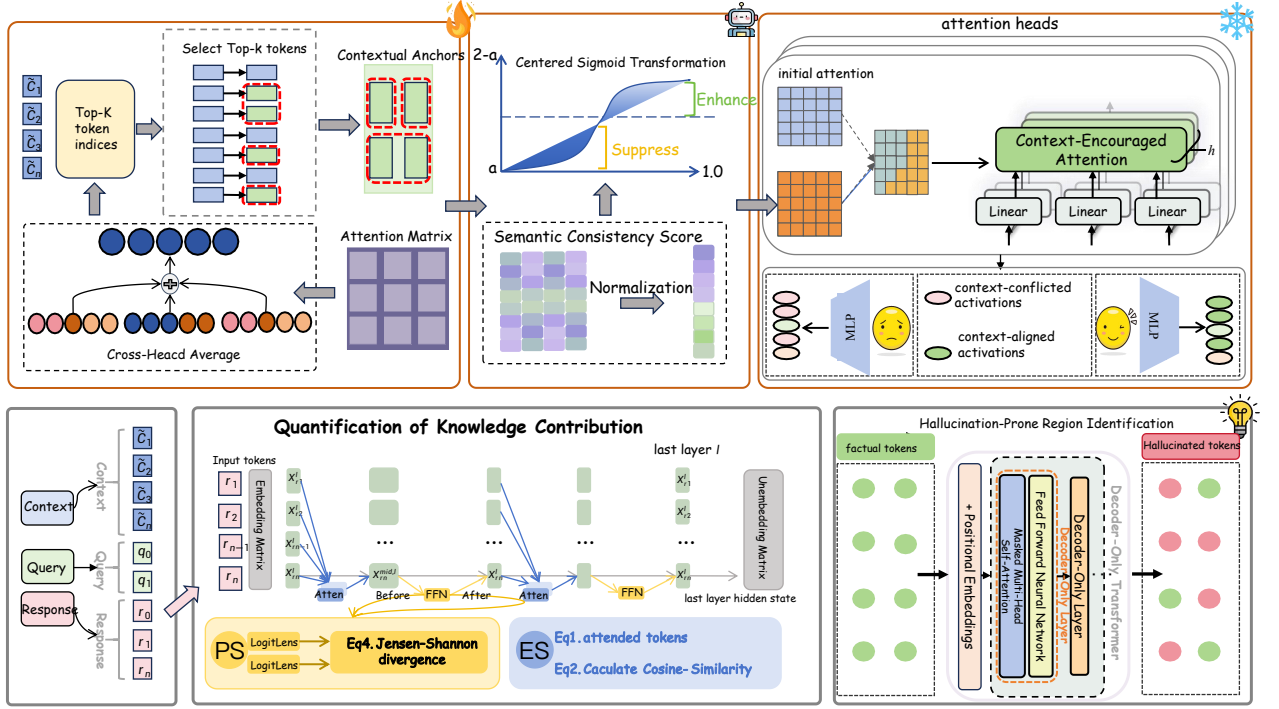 Select Top-k tokens
C̃1
C̃2
C̃3
C̃n
Top-K
token
indices
Contextual Anchors
Attention Matrix
Cross-Heacd Average
2-a
Centered Sigmoid Transformation
Enhance
Suppress
a
1,0
Semantic Consistency Score
Normalization
attention heads
initial attention
Context-Encouraged
Attention
h
Linear
Linear
Linear
MLP
context-conflicted
activations
context-aligned
activations
MLP
Context
Query
Response
Context
Query
Response
C̃1
C̃2
C̃3
C̃n
q0
q1
r0
r1
rn
Quantification of Knowledge Contribution
last layer l
Input tokens
r1
r2
rn-1
rn
Embedding Matrix
Atten
Before
FFN
After
Atten
FFN
...
...
...
...
Unembedding Matrix
last layer hidden state
PS
LogitLens
LogitLens
Eq4. Jensen-Shannon
divergence
ES
Eq1. attended tokens
Eq2. Caculate Cosine- Similarity
Hallucination-Prone Region Identification
factual tokens
Hallucinated tokens
+ Positional Embeddings
Masked Multi-Head
Self-Attention
Feed Forward Neural Network
Decoder-Only Layer
Decoder-Only Layer
Decoder-Only Transformer